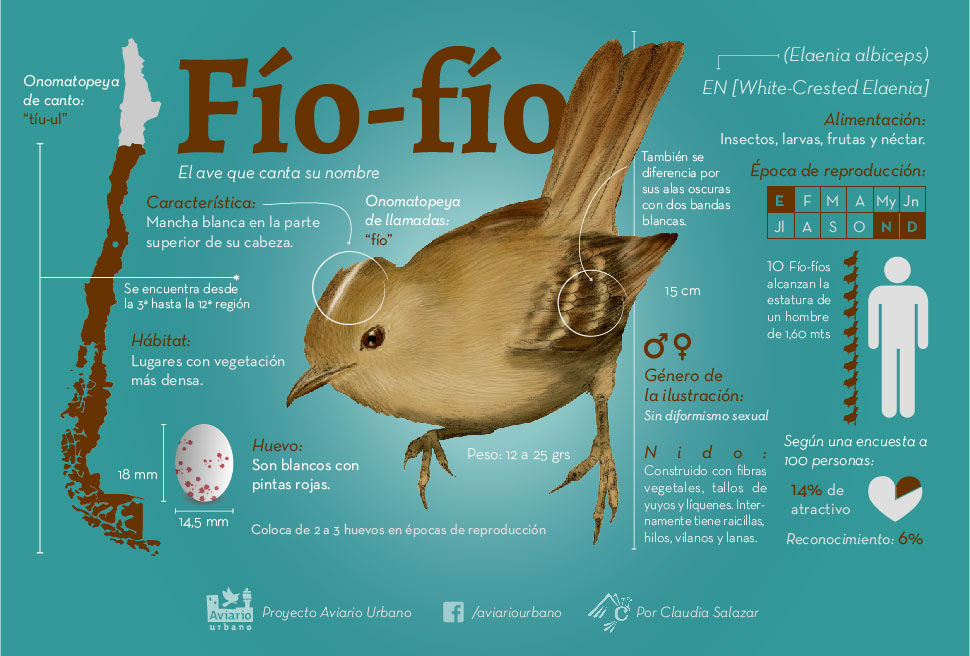 Fío-fío
El ave que canta su nombre
Onomatopeya
de canto:
“tíu-ul”
Característica:
Mancha blanca en la parte
superior de su cabeza.
Onomatopeya
de llamadas:
“fío”
Se encuentra desde
la 3ª hasta la 12ª región
Hábitat:
Lugares con vegetación
más densa.
18 mm
14,5 mm
Huevo:
Son blancos con
pintas rojas.
Coloca de 2 a 3 huevos en épocas de reproducción
Peso: 12 a 25 grs
También se
diferencia por
sus alas oscuras
con dos bandas
blancas.
15 cm
Género de
la ilustración:
Sin diformismo sexual
Nido:
Construido con fibras
vegetales, tallos de
yuyos y líquenes. Inter-
namente tiene raicillas,
hilos, vilanos y lanas.
(Elaenia albiceps)
EN [White-Crested Elaenia]
Alimentación:
Insectos, larvas, frutas y néctar.
Época de reproducción:
E F M A My Jn
Jl A S O N D
10 Fío-fíos
alcanzan la
estatura de
un hombre
de 1,60 mts
Según una encuesta a
100 personas:
14% de
atractivo
Reconocimiento: 6%
Aviario
urbano
Proyecto Aviario Urbano
/aviariourbano
Por Claudia Salazar